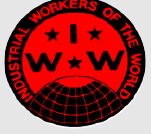 INDUSTRIAL WORKERS OF THE WORLD
I
W W